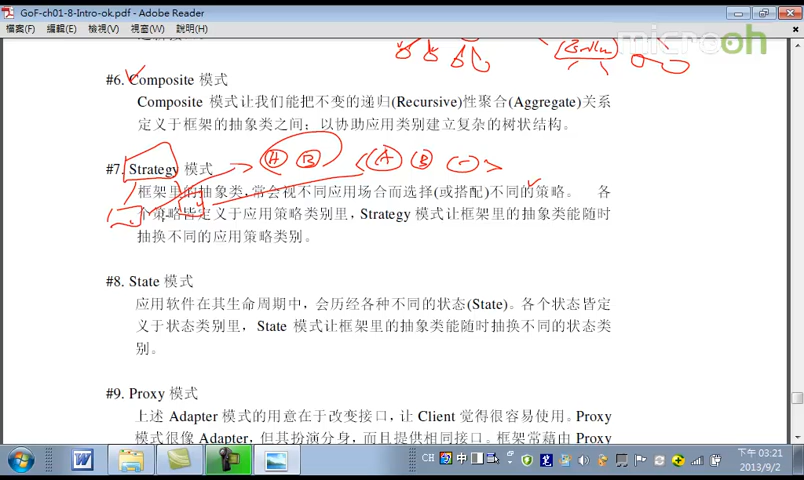 GoF-ch01-8-Intro-ok.pdf - Adobe Reader
檔案(F) 編輯(E) 檢視(V) 視窗(W) 說明(H)
microoh
#6. Composite 模式
Composite 模式让我们能把不变的递归(Recursive)性聚合(Aggregate)关系
定义于框架的抽象类之间；以协助应用类别建立复杂的树状结构。
A B A B
#7. Strategy 模式
框架里的抽象类，常会视不同应用场合而选择(或搭配)不同的策略。 各
个策略皆定义于应用策略类别里，Strategy 模式让框架里的抽象类能随时
抽换不同的应用策略类别。
#8. State 模式
应用软件在其生命周期中，会历经各种不同的状态(State)。各个状态皆定
义于状态类别里，State 模式让框架里的抽象类能随时抽换不同的状态类
别。
#9. Proxy 模式
上述 Adapter 模式的用意在于改变接口，让 Client 觉得很容易使用。Proxy
模式很像 Adapter，但其扮演分身，而且提供相同接口。框架常藉由 Proxy
CH 中
下午 03:21
2013/9/2